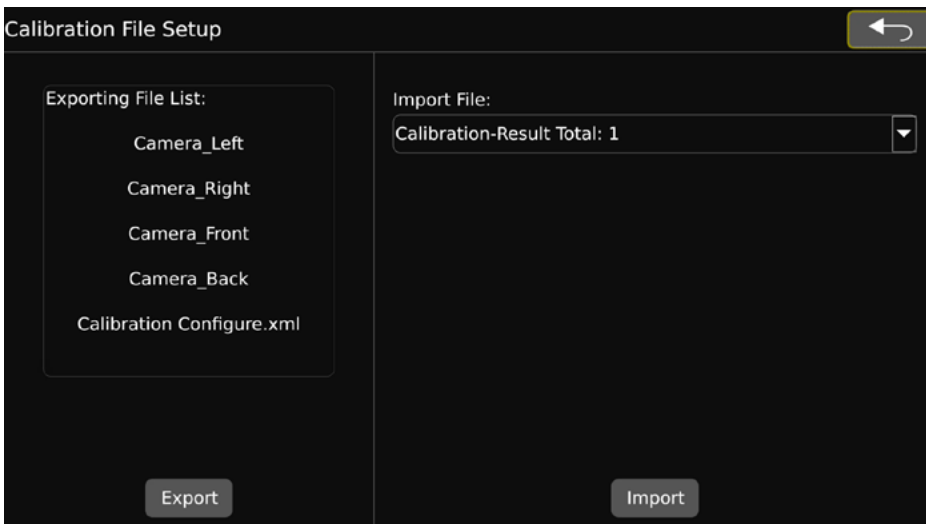 Calibration File Setup
Exporting File List:
Camera_Left
Camera_Right
Camera_Front
Camera_Back
Calibration Configure.xml
Export
Import File:
Calibration-Result Total: 1
Import